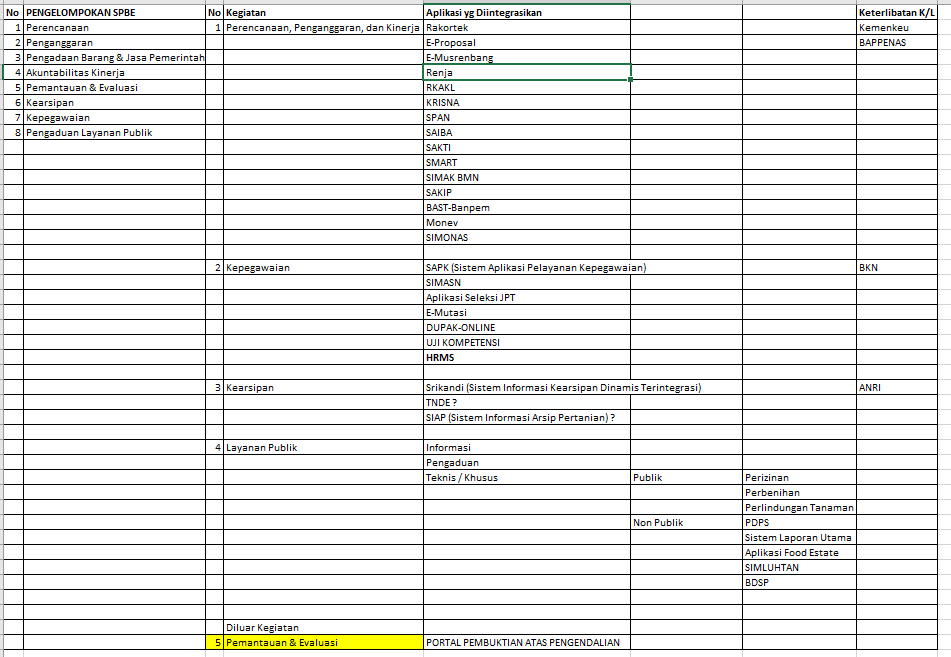 No PENGELOMPOKAN SPBE No Kegiatan Aplikasi yg Diintegrasikan Keterlibatan K/L
1 Perencanaan 1 Perencanaan, Penganggaran, dan Kinerja Rakortek Kemenkeu
2 Penganggaran E-Proposal BAPPENAS
3 Pengadaan Barang & Jasa Pemerintah E-Musrenbang
4 Akuntabilitas Kinerja Renja
5 Pemantauan & Evaluasi RKAKL
6 Kearsipan KRISNA
7 Kepegawaian SPAN
8 Pengaduan Layanan Publik SAIBA
SAKTI
SMART
SIMAK BMN
SAKIP
BAST-Banpem
Monev
SIMONAS
2 Kepegawaian SAPK (Sistem Aplikasi Pelayanan Kepegawaian) BKN
SIMASN
Aplikasi Seleksi JPT
E-Mutasi
DUPAK-ONLINE
UJI KOMPETENSI
HRMS
3 Kearsipan Srikandi (Sistem Informasi Kearsipan Dinamis Terintegrasi) ANRI
TNDE ?
SIAP (Sistem Informasi Arsip Pertanian) ?
4 Layanan Publik Informasi
Pengaduan
Teknis / Khusus Publik Perizinan
Perbenihan
Perlindungan Tanaman
Non Publik PDPS
Sistem Laporan Utama
Aplikasi Food Estate
SIMLUHTAN
BDSP
Diluar Kegiatan
5 Pemantauan & Evaluasi PORTAL PEMBUKTIAN ATAS PENGENDALIAN